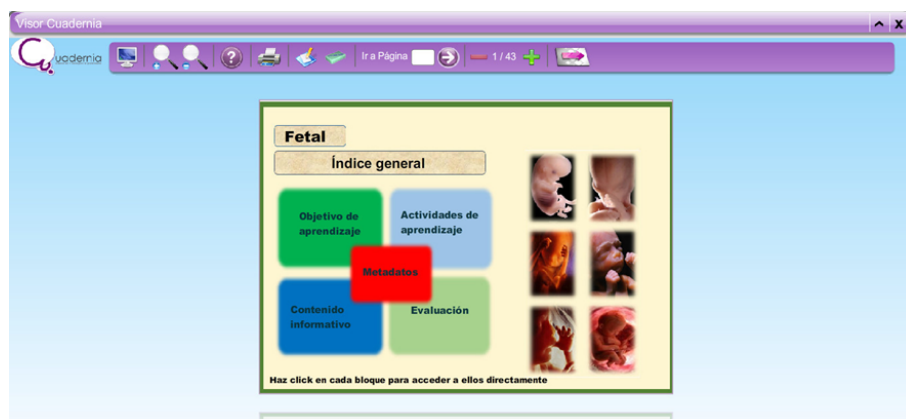 Visor Cuadernia
Cuadernia
Ir a Página
1 / 43
Fetal
Índice general
Objetivo de
aprendizaje
Actividades de
aprendizaje
Metadatos
Contenido
informativo
Evaluación
Haz click en cada bloque para acceder a ellos directamente